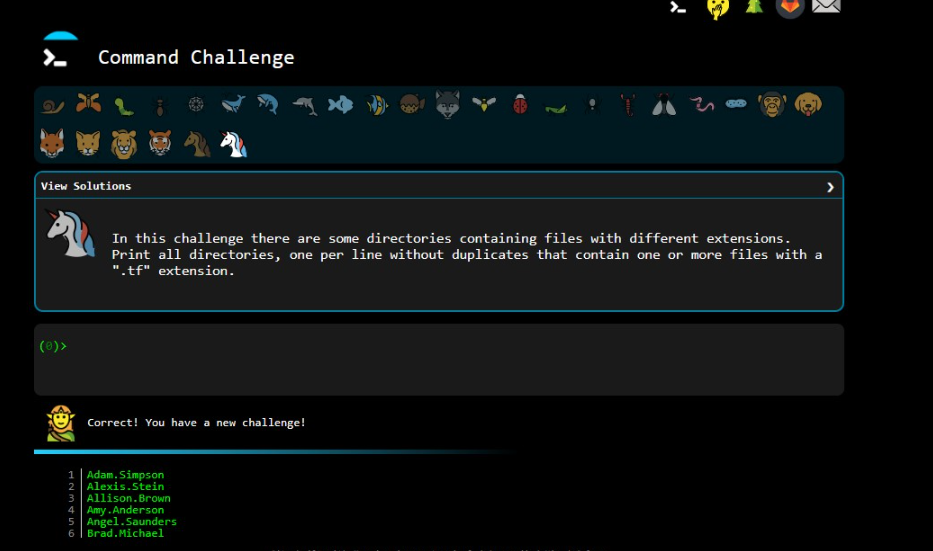 Command Challenge
View Solutions
In this challenge there are some directories containing files with different extensions.
Print all directories, one per line without duplicates that contain one or more files with a
".tf" extension.
(0)>
Correct! You have a new challenge!
1 Adam.Simpson
2 Alexis.Stein
3 Allison.Brown
4 Amy.Anderson
5 Angel.Saunders
6 Brad.Michael